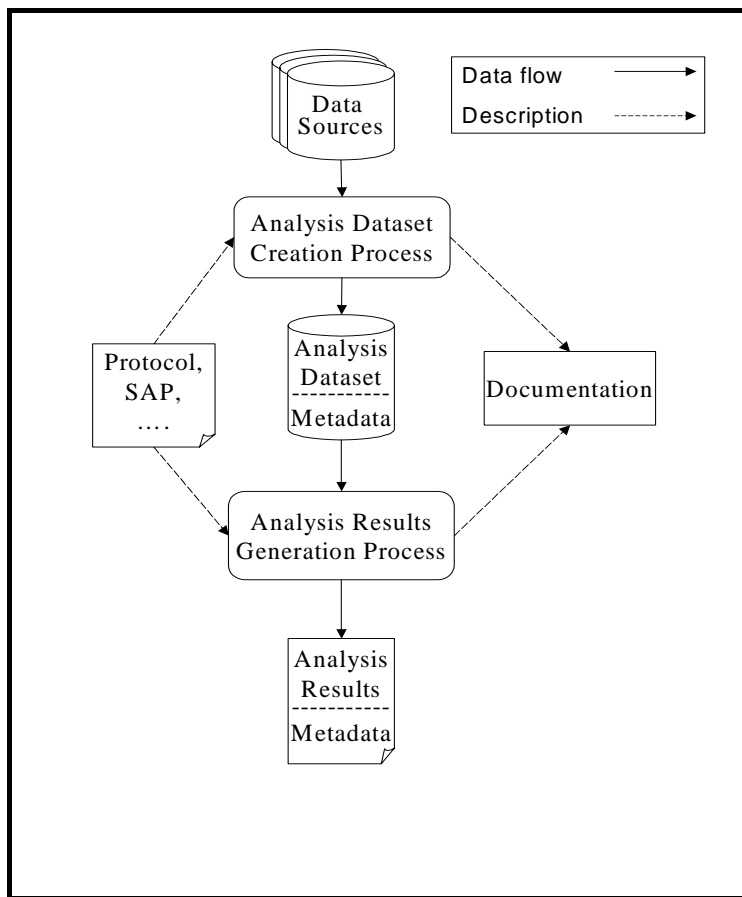 Data
Sources
Data flow
Description
Analysis Dataset
Creation Process
Protocol,
SAP,
....
Analysis
Dataset
Metadata
Documentation
Analysis Results
Generation Process
Analysis
Results
Metadata